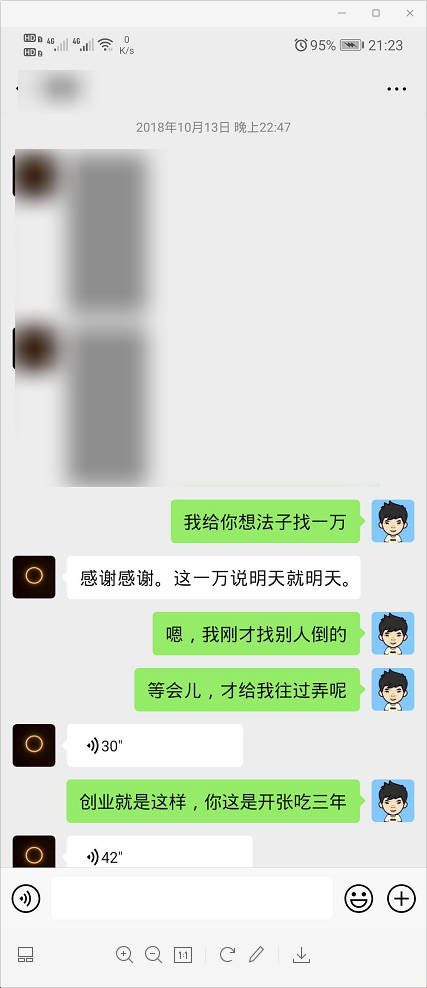 HD 1 4G 4G 0 95% 21:23
HD 2 K/s
2018年10月13日 晚上22:47
我给你想法子找一万
感谢感谢。这一万说明天就明天。
嗯，我刚才找别人倒的
等会儿，才给我往过弄呢
30"
创业就是这样，你这是开张吃三年
42"
1:1